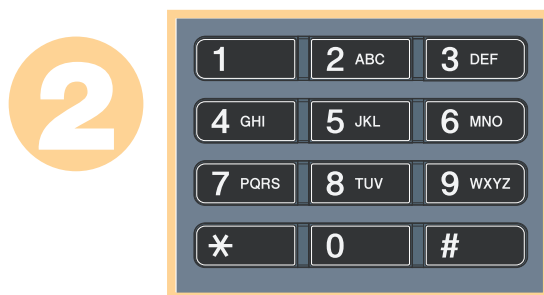 2
1 2 ABC 3 DEF
4 GHI 5 JKL 6 MNO
7 PQRS 8 TUV 9 WXYZ
* 0 #